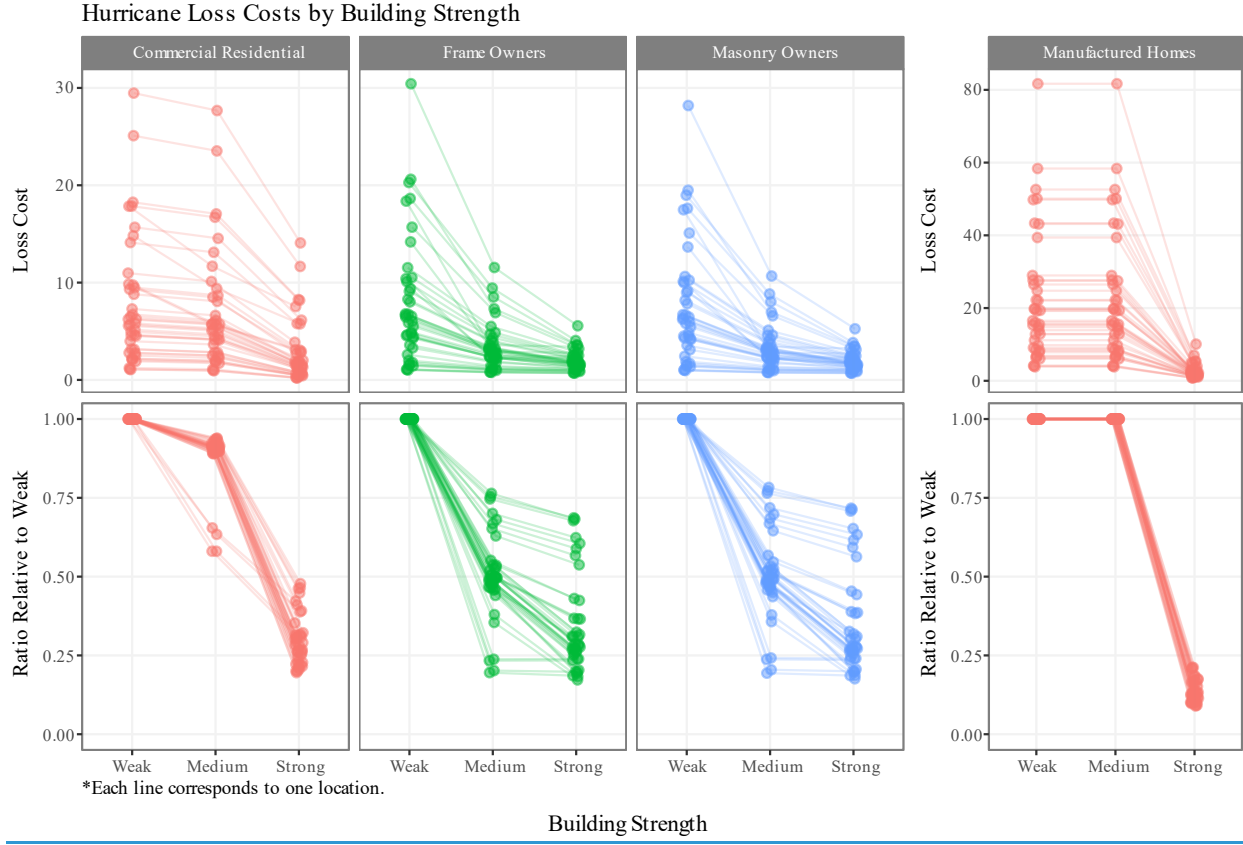 Hurricane Loss Costs by Building Strength
Commercial Residential
Frame Owners
Masonry Owners
Manufactured Homes
Loss Cost
30
20
10
0
Loss Cost
80
60
40
20
0
Ratio Relative to Weak
1.00
0.75
0.50
0.25
0.00
Ratio Relative to Weak
1.00
0.75
0.50
0.25
0.00
Weak Medium Strong
Weak Medium Strong
Weak Medium Strong
Weak Medium Strong
*Each line corresponds to one location.
Building Strength